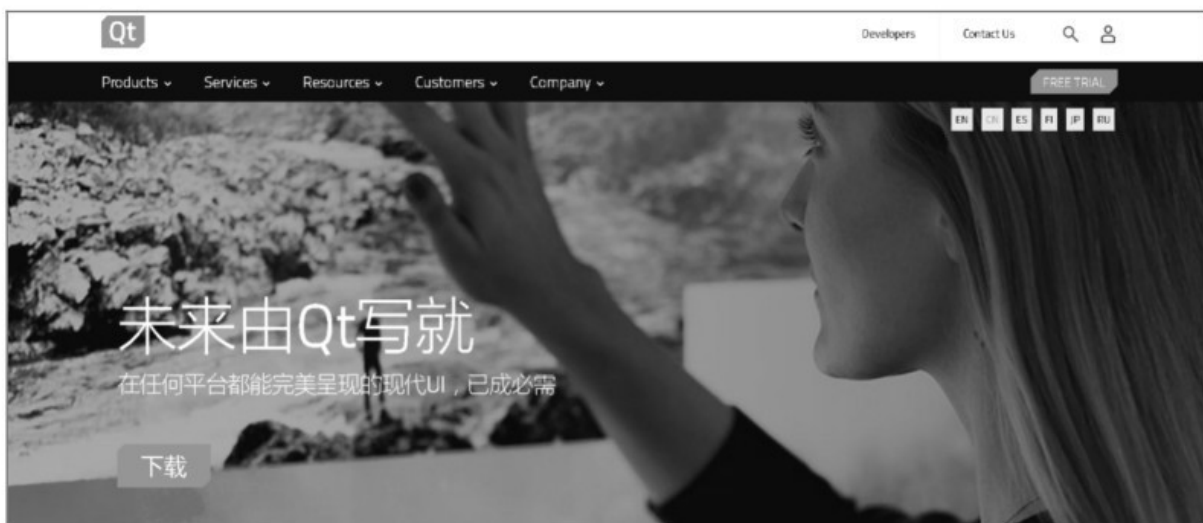 Qt
Developers
Contact Us
Products
Services
Resources
Customers
Company
FREE TRIAL
EN CN ES FI JP RU
未来由Qt写就
在任何平台都能完美呈现的现代UI，已成必需
下载